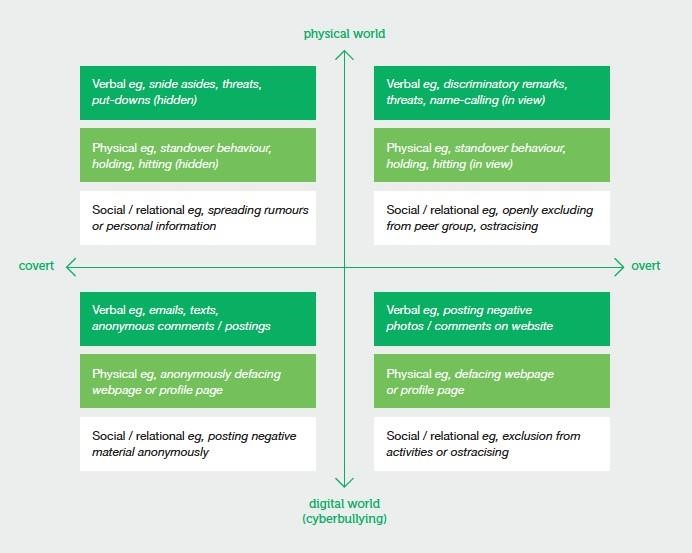 physical world
Verbal eg, snide asides, threats,
put-downs (hidden)
Physical eg, standover behaviour,
holding, hitting (hidden)
Social / relational eg, spreading rumours
or personal information
Verbal eg, discriminatory remarks,
threats, name-calling (in view)
Physical eg, standover behaviour,
holding, hitting (in view)
Social / relational eg, openly excluding
from peer group, ostracising
covert
overt
Verbal eg, emails, texts,
anonymous comments / postings
Physical eg, anonymously defacing
webpage or profile page
Social / relational eg, posting negative
material anonymously
Verbal eg, posting negative
photos / comments on website
Physical eg, defacing webpage
or profile page
Social / relational eg, exclusion from
activities or ostracising
digital world
(cyberbullying)